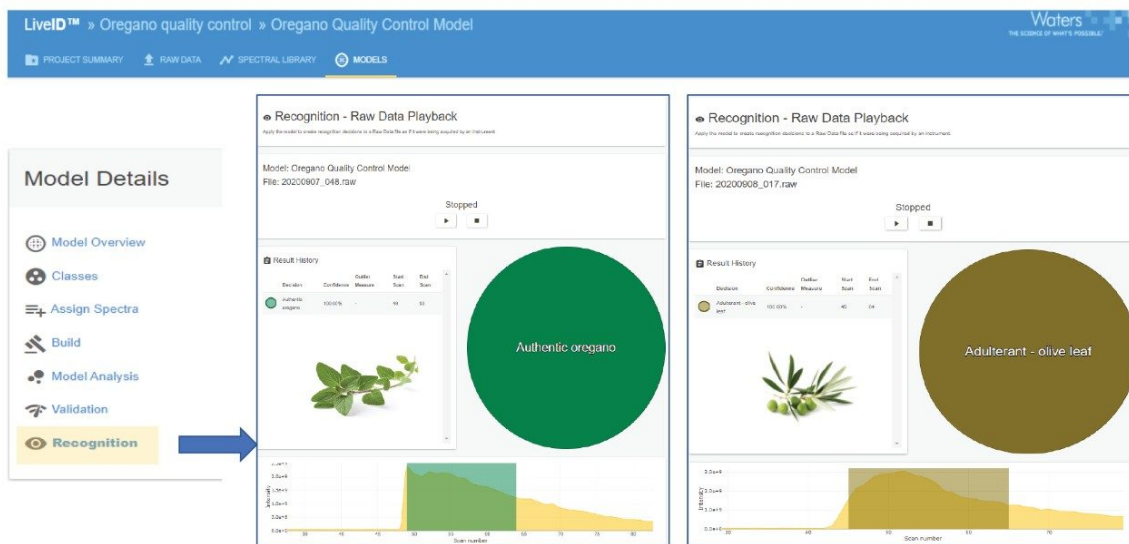 LiveID™ » Oregano quality control » Oregano Quality Control Model
Waters
THE SCIENCE OF WHAT'S POSSIBLE.™
PROJECT SUMMARY RAW DATA SPECTRAL LIBRARY MODELS
Model Details
Model Overview
Classes
Assign Spectra
Build
Model Analysis
Validation
Recognition
Recognition - Raw Data Playback
Apply the model to create recognition decisions to a Raw Data file as if it were being acquired by an instrument.
Model: Oregano Quality Control Model
File: 20200907_048.raw
Stopped
Result History
Decision Confidence Outlier Measure Start Scan End Scan
Authentic oregano 100.00% -
Authentic oregano
Intensity
Scan number
Recognition - Raw Data Playback
Apply the model to create recognition decisions to a Raw Data file as if it were being acquired by an instrument.
Model: Oregano Quality Control Model
File: 20200908_017.raw
Stopped
Result History
Decision Confidence Outlier Measure Start Scan End Scan
Adulterant - olive leaf 100.00% -
Adulterant - olive leaf
Intensity
Scan number